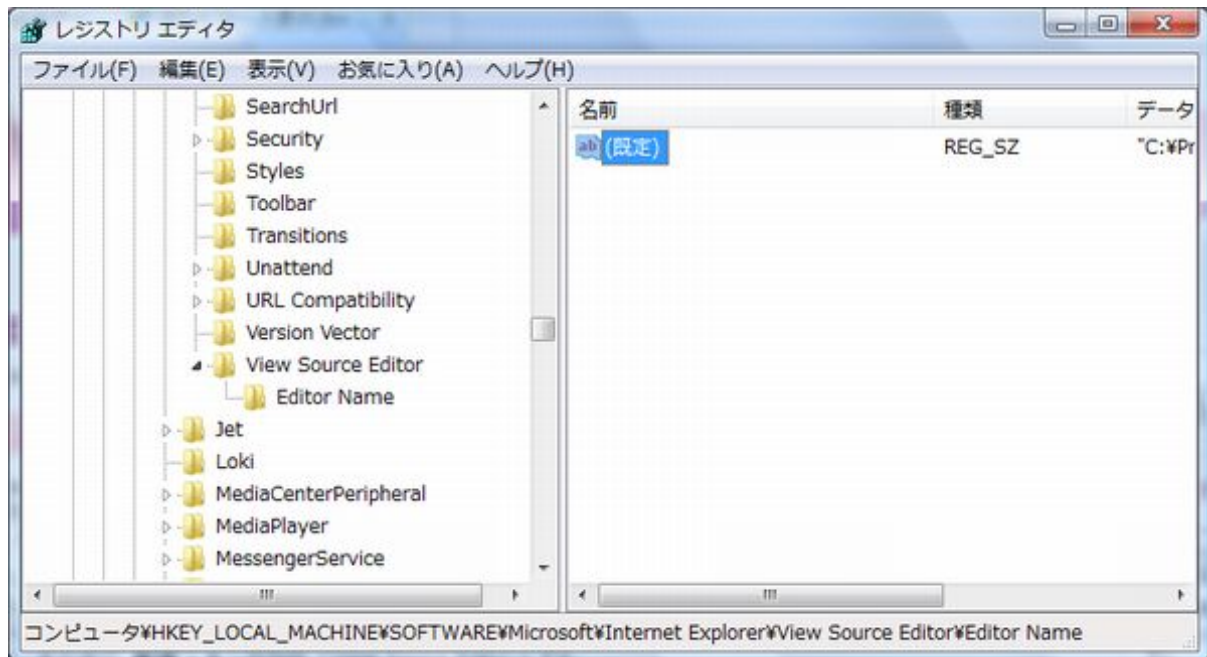 レジストリ エディタ
ファイル(F) 編集(E) 表示(V) お気に入り(A) ヘルプ(H)
SearchUrl
Security
Styles
Toolbar
Transitions
Unattend
URL Compatibility
Version Vector
View Source Editor
Editor Name
Jet
Loki
MediaCenterPeripheral
MediaPlayer
MessengerService
名前 種類 データ
ab (既定) REG_SZ "C:¥Pr
コンピュータ¥HKEY_LOCAL_MACHINE¥SOFTWARE¥Microsoft¥Internet Explorer¥View Source Editor¥Editor Name